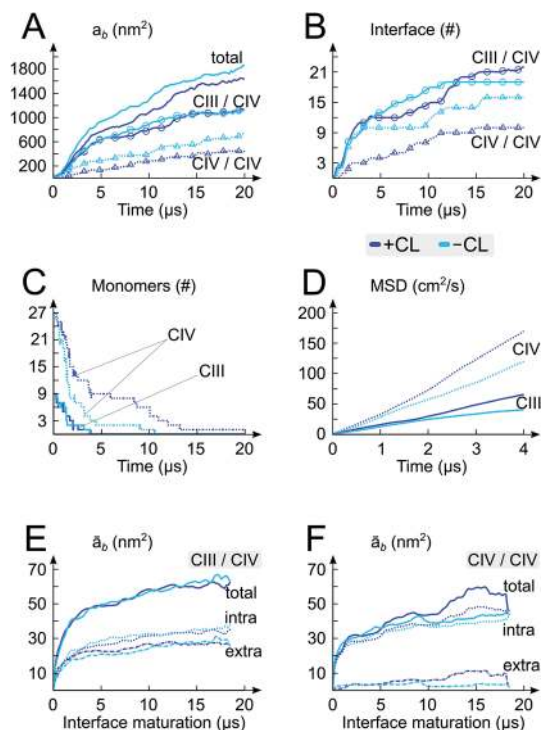 A
a_b (nm²)
1800
1400
1000
600
200
total
CIII / CIV
CIV / CIV
0
5
10
15
20
Time (µs)
B
Interface (#)
21
15
9
3
CIII / CIV
CIV / CIV
0
5
10
15
20
Time (µs)
+CL
−CL
C
Monomers (#)
27
21
15
9
3
CIV
CIII
0
5
10
15
20
Time (µs)
D
MSD (cm²/s)
200
150
100
50
0
CIV
CIII
0
1
2
3
4
Time (µs)
E
ā_b (nm²)
CIII / CIV
70
50
30
10
total
intra
extra
0
5
10
15
20
Interface maturation (µs)
F
ā_b (nm²)
CIV / CIV
70
50
30
10
total
intra
extra
0
5
10
15
20
Interface maturation (µs)